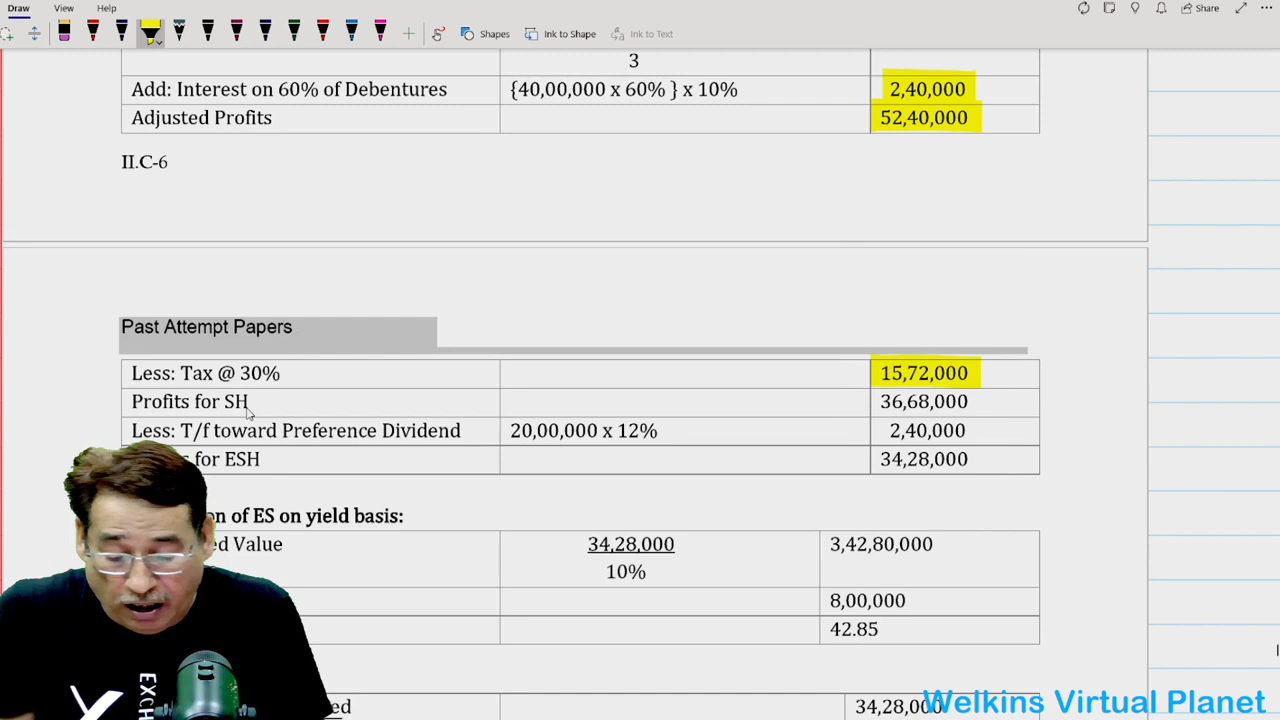 Draw View Help
Share
Shapes Ink to Shape Ink to Text
3
Add: Interest on 60% of Debentures {40,00,000 x 60% } x 10% 2,40,000
Adjusted Profits 52,40,000
II.C-6
Past Attempt Papers
Less: Tax @ 30% 15,72,000
Profits for SH 36,68,000
Less: T/f toward Preference Dividend 20,00,000 x 12% 2,40,000
for ESH 34,28,000
of ES on yield basis:
Value 34,28,000 3,42,80,000
10%
8,00,000
42.85
34,28,000
EXCH
Welkins Virtual Planet